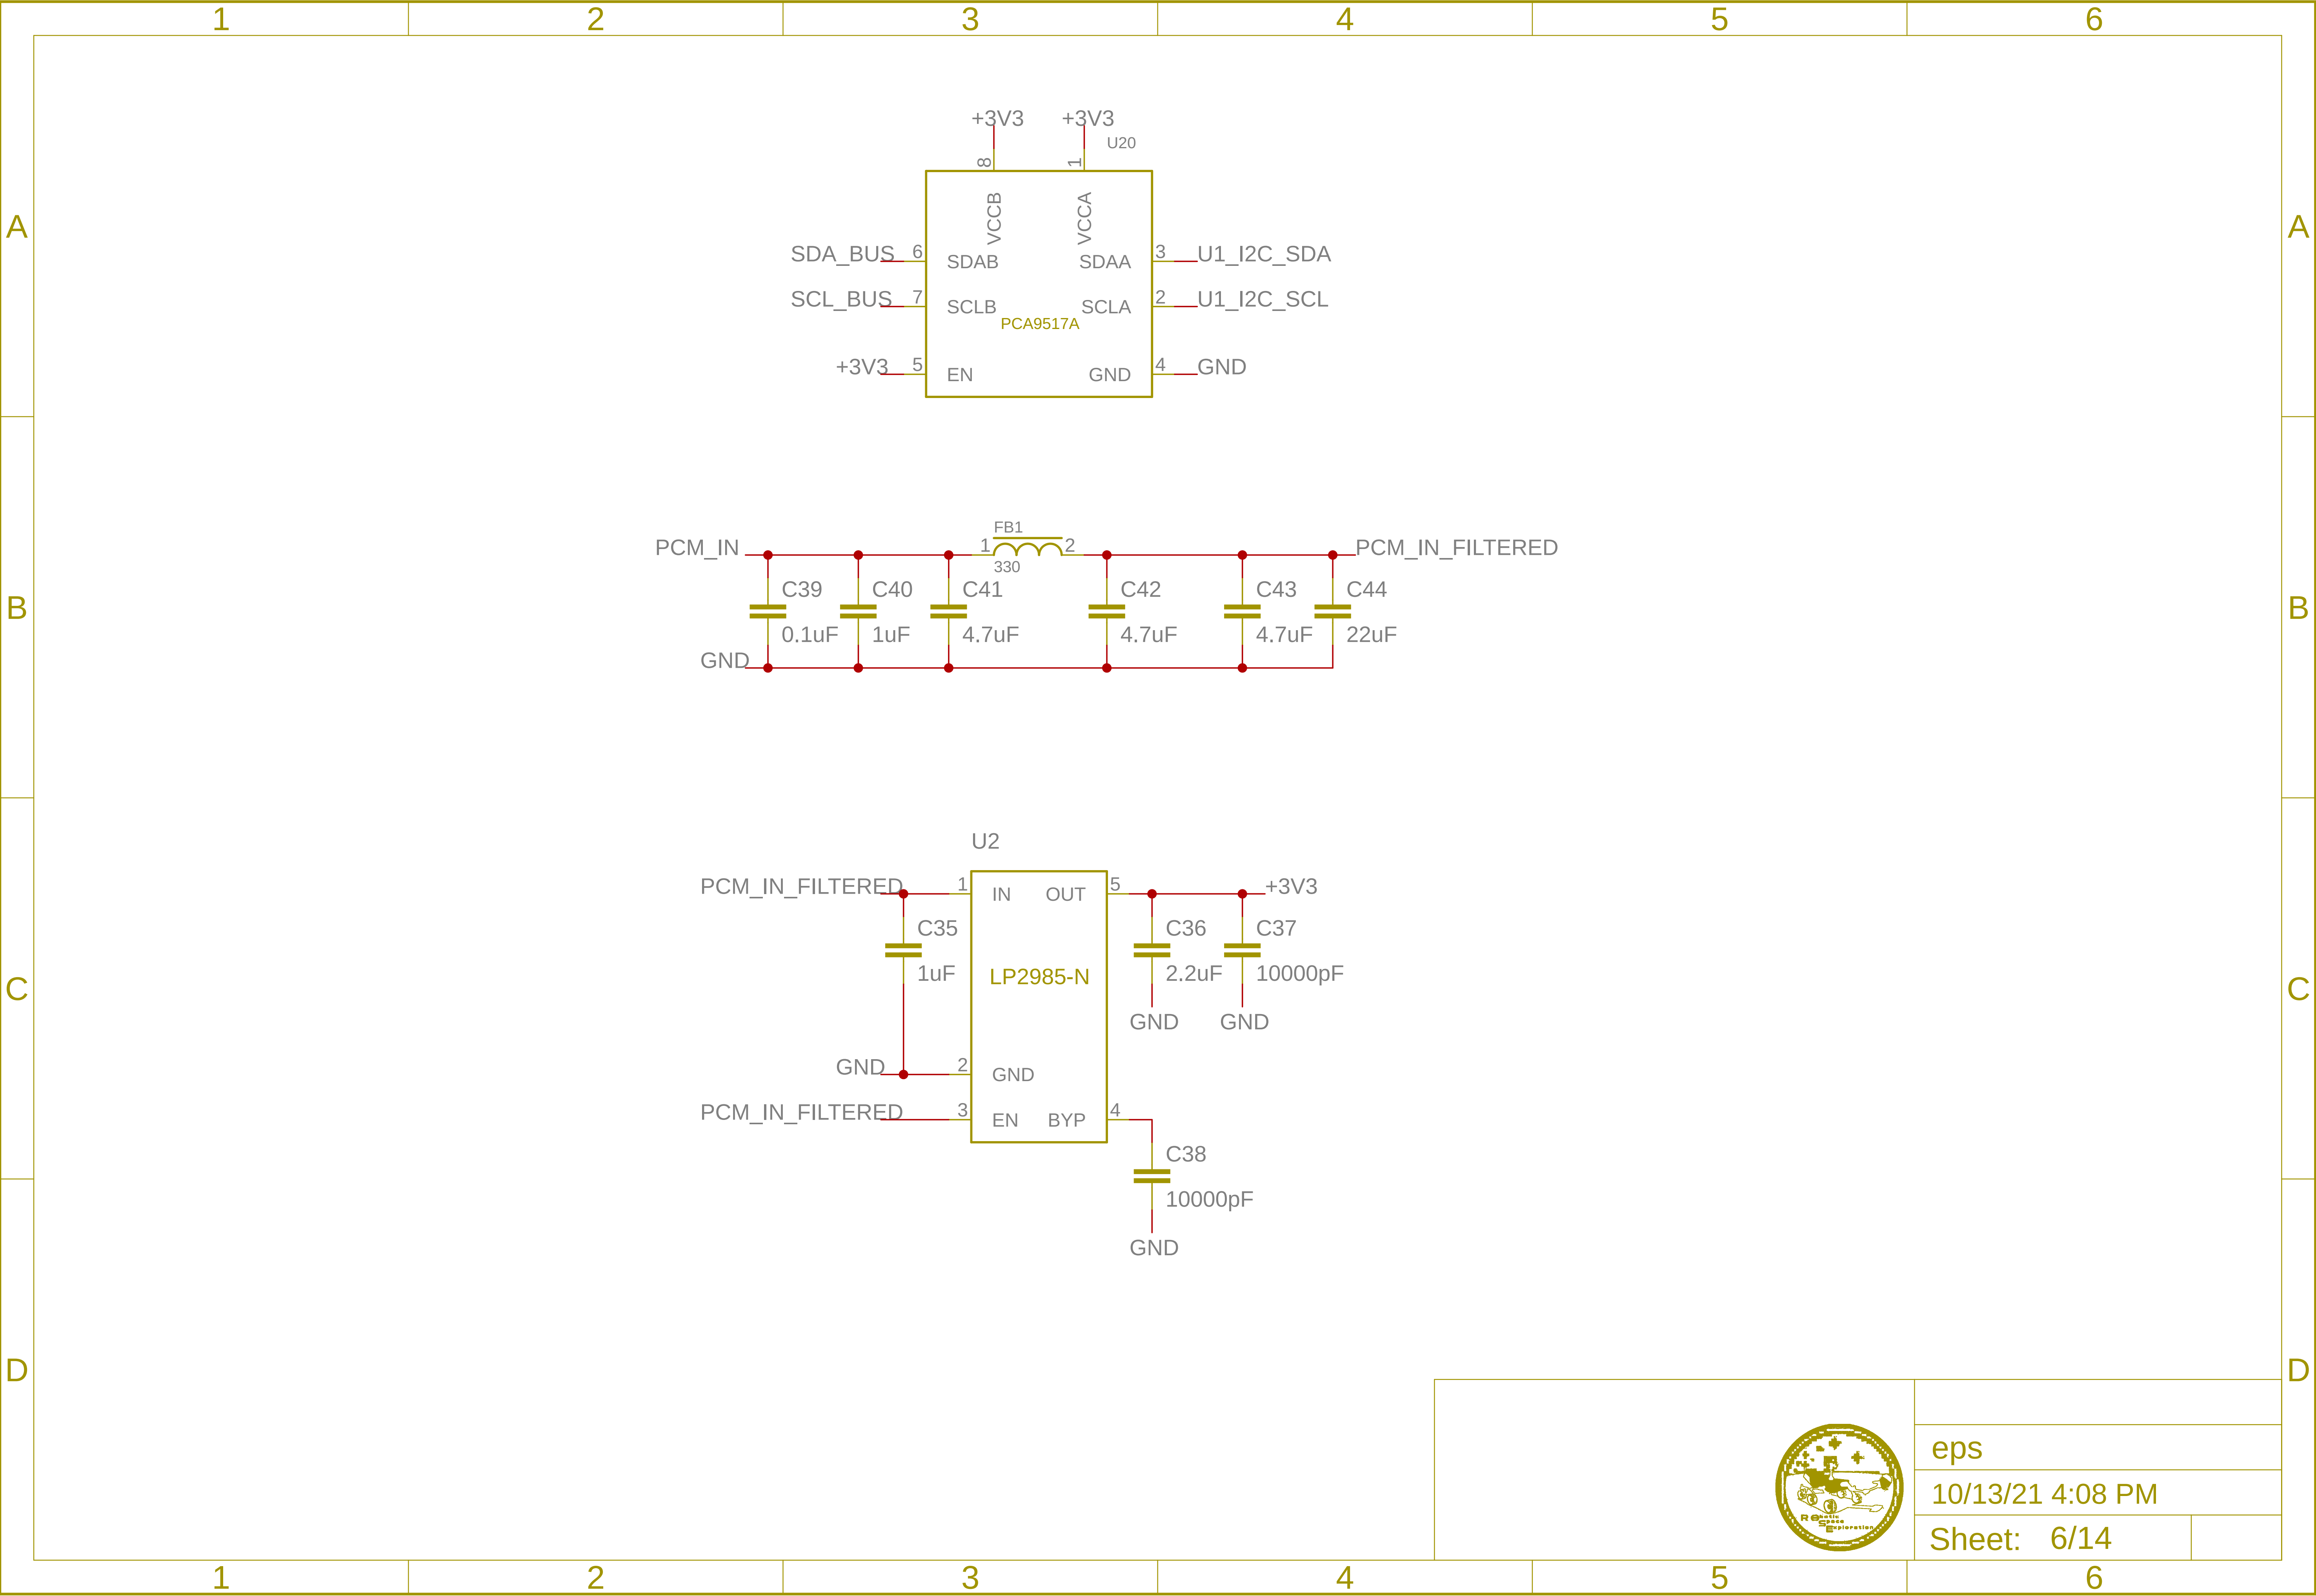 1 2 3 4 5 6
+3V3 +3V3
U20
8 1
A A
VCCB VCCA
SDA_BUS 6 SDAB SDAA 3 U1_I2C_SDA
SCL_BUS 7 SCLB SCLA 2 U1_I2C_SCL
PCA9517A
+3V3 5 EN GND 4 GND
FB1
PCM_IN 1 2 PCM_IN_FILTERED
330
C39 C40 C41 C42 C43 C44
B B
0.1uF 1uF 4.7uF 4.7uF 4.7uF 22uF
GND
U2
PCM_IN_FILTERED 1 IN OUT 5 +3V3
C35 C36 C37
1uF LP2985-N 2.2uF 10000pF
C C
GND GND
GND 2 GND
PCM_IN_FILTERED 3 EN BYP 4
C38
10000pF
GND
D D
eps
10/13/21 4:08 PM
Robotic
Space
Exploration
Sheet: 6/14
1 2 3 4 5 6